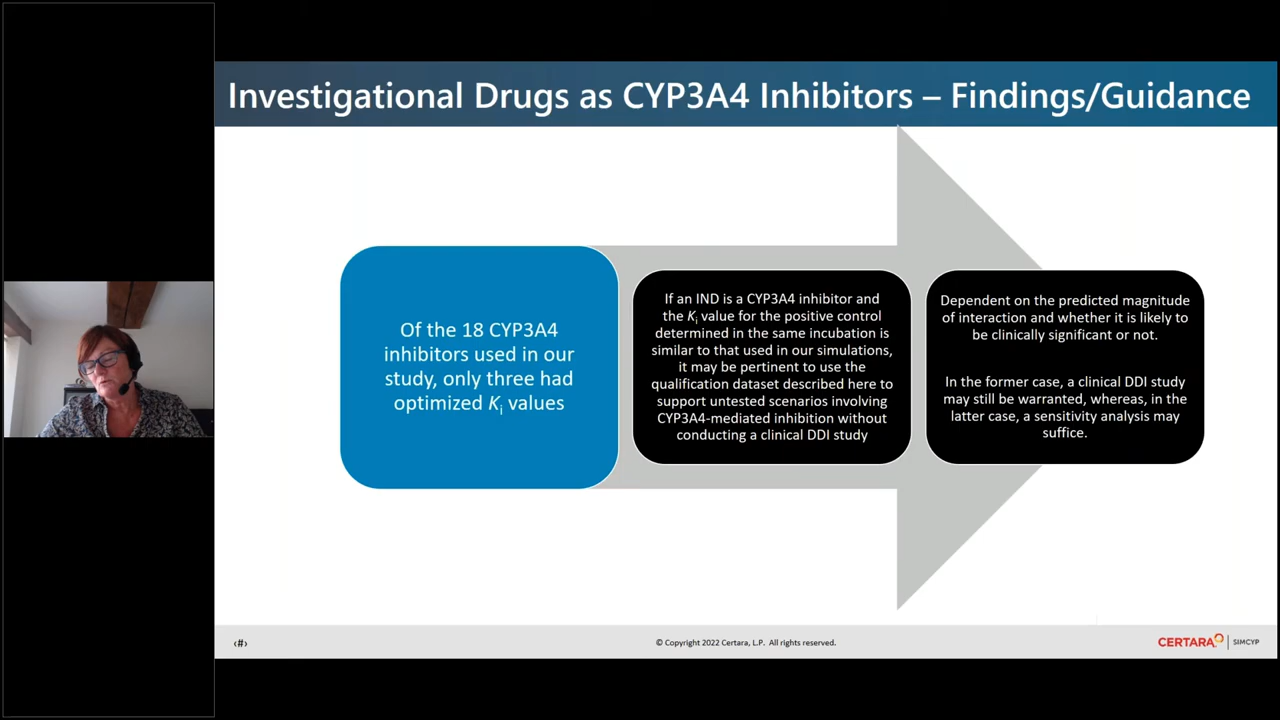 Investigational Drugs as CYP3A4 Inhibitors – Findings/Guidance
Of the 18 CYP3A4
inhibitors used in our
study, only three had
optimized Ki values
If an IND is a CYP3A4 inhibitor and
the Ki value for the positive control
determined in the same incubation is
similar to that used in our simulations,
it may be pertinent to use the
qualification dataset described here to
support untested scenarios involving
CYP3A4-mediated inhibition without
conducting a clinical DDI study
Dependent on the predicted magnitude
of interaction and whether it is likely to
be clinically significant or not.
In the former case, a clinical DDI study
may still be warranted, whereas, in the
latter case, a sensitivity analysis may
suffice.
‹#›
© Copyright 2022 Certara, L.P. All rights reserved.
CERTARA | SIMCYP